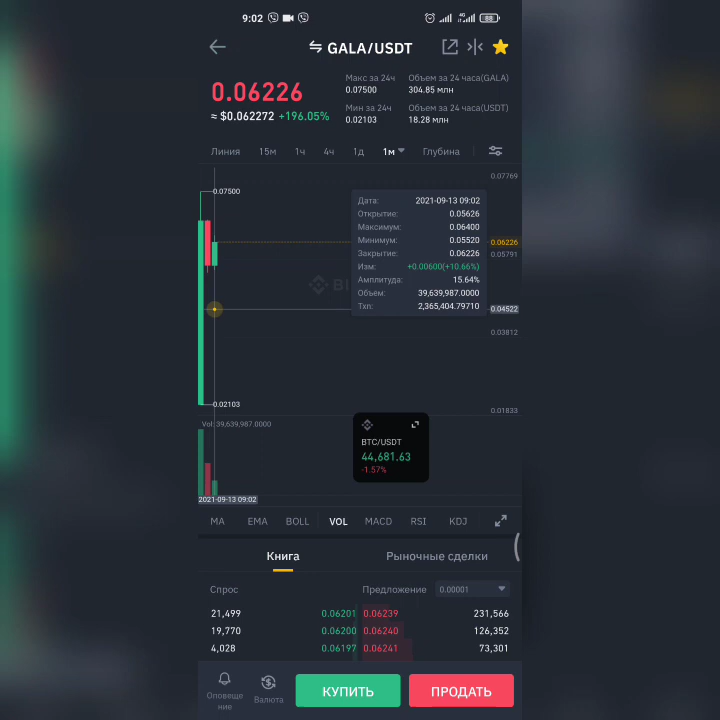 9:02 88
GALA/USDT
0.06226
≈ $0.062272 +196.05%
Макс за 24ч Объем за 24 часа(GALA)
0.07500 304.85 млн
Мин за 24ч Объем за 24 часа(USDT)
0.02103 18.28 млн
Линия 15м 1ч 4ч 1д 1м Глубина
0.07769
0.07500
Дата: 2021-09-13 09:02
Открытие: 0.05626
Максимум: 0.06400
Минимум: 0.05520
Закрытие: 0.06226
Изм: +0.00600(+10.66%)
Амплитуда: 15.64%
Объем: 39,639,987.0000
Txn: 2,365,404.79710
0.06226
0.05791
0.04522
0.03812
0.02103
0.01833
Vol: 39,639,987.0000
BTC/USDT
44,681.63
-1.57%
2021-09-13 09:02
MA EMA BOLL VOL MACD RSI KDJ
Книга Рыночные сделки
Спрос Предложение 0.00001
21,499 0.06201 0.06239 231,566
19,770 0.06200 0.06240 126,352
4,028 0.06197 0.06241 73,301
Оповеще
ние
Валюта
КУПИТЬ ПРОДАТЬ